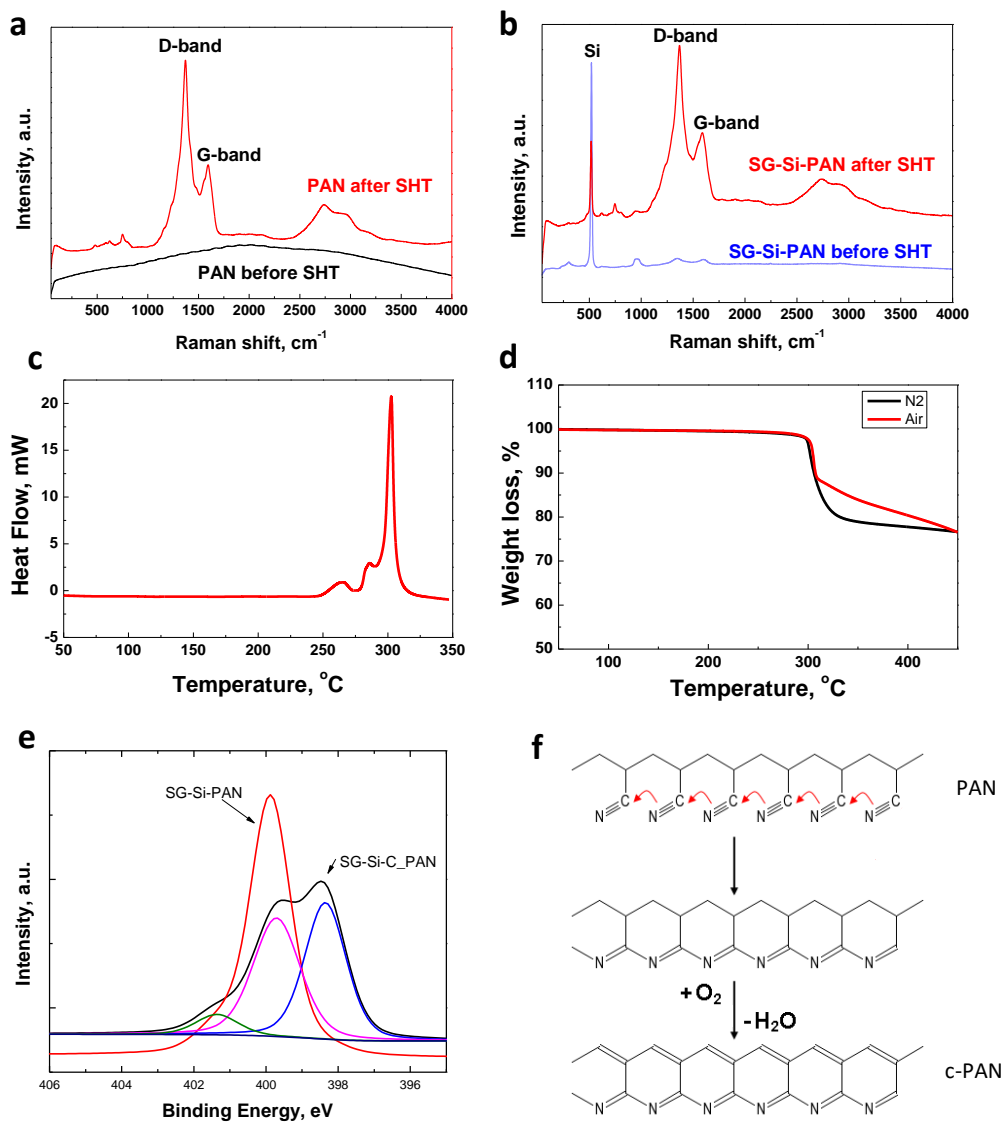 a
D-band
G-band
PAN after SHT
PAN before SHT
Intensity, a.u.
500 1000 1500 2000 2500 3000 3500 4000
Raman shift, cm-1
b
Si
D-band
G-band
SG-Si-PAN after SHT
SG-Si-PAN before SHT
Intensity, a.u.
500 1000 1500 2000 2500 3000 3500 4000
Raman shift, cm-1
c
20
15
10
5
0
-5
Heat Flow, mW
50 100 150 200 250 300 350
Temperature, oC
d
110
100
90
80
70
60
50
N2
Air
Weight loss, %
100 200 300 400
Temperature, oC
e
SG-Si-PAN
SG-Si-C_PAN
Intensity, a.u.
406 404 402 400 398 396
Binding Energy, eV
f
C C C C C C
N N N N N N
PAN
N N N N N N
+ O2
- H2O
N N N N N N
c-PAN